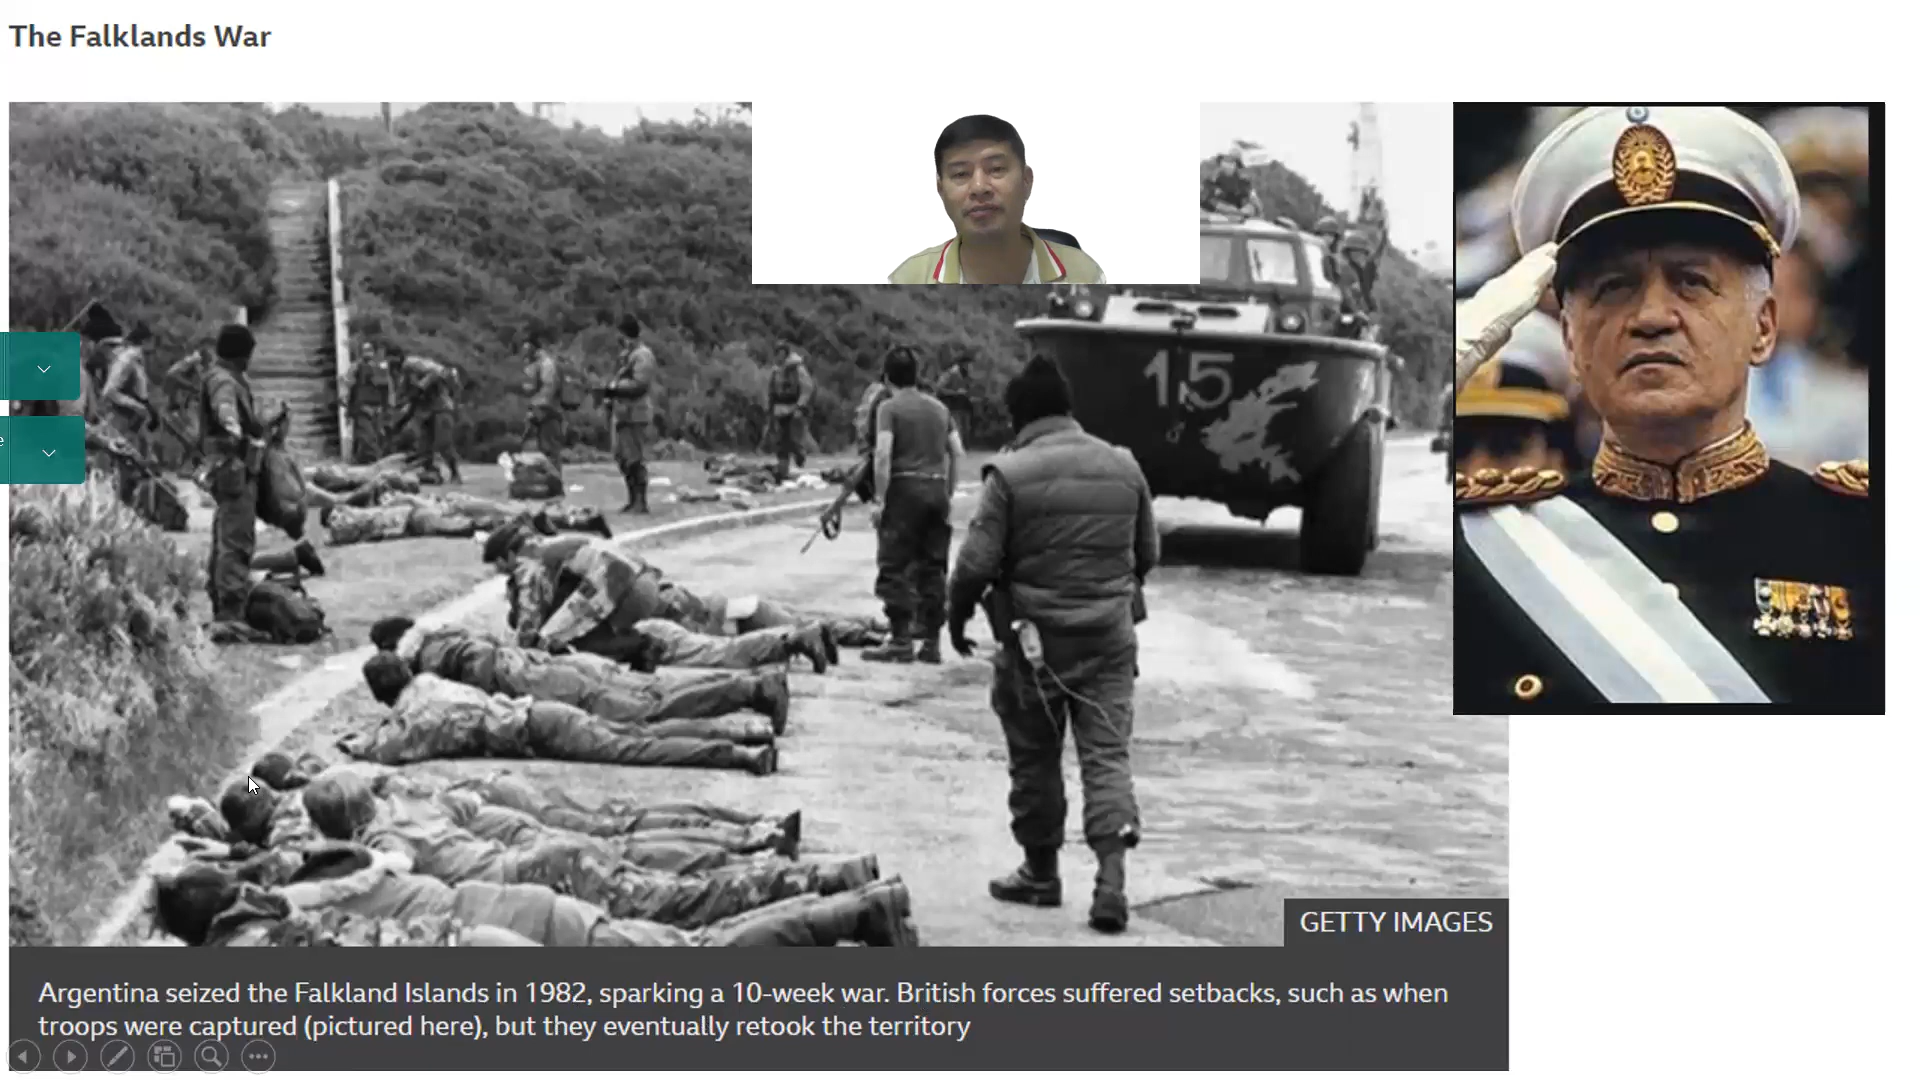 The Falklands War
15
e
GETTY IMAGES
Argentina seized the Falkland Islands in 1982, sparking a 10-week war. British forces suffered setbacks, such as when
troops were captured (pictured here), but they eventually retook the territory